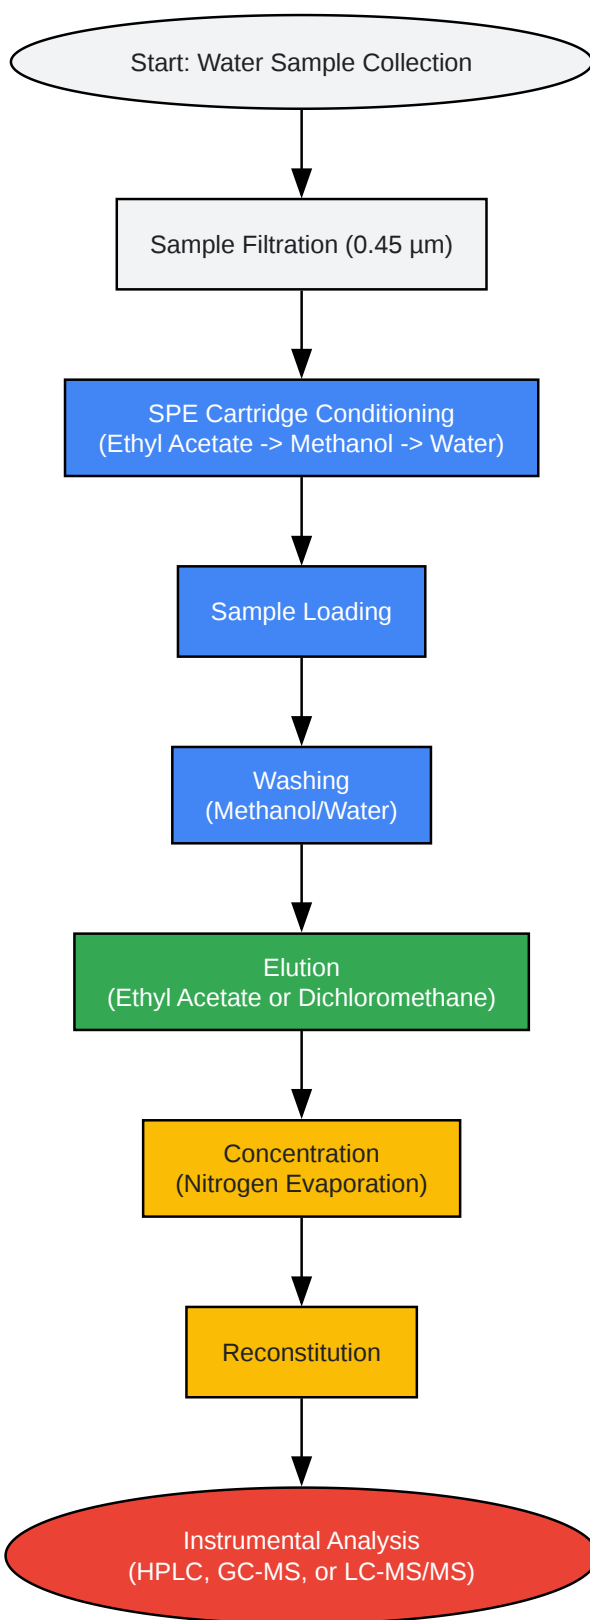 Start: Water Sample Collection
Sample Filtration (0.45 µm)
SPE Cartridge Conditioning
(Ethyl Acetate -> Methanol -> Water)
Sample Loading
Washing
(Methanol/Water)
Elution
(Ethyl Acetate or Dichloromethane)
Concentration
(Nitrogen Evaporation)
Reconstitution
Instrumental Analysis
(HPLC, GC-MS, or LC-MS/MS)